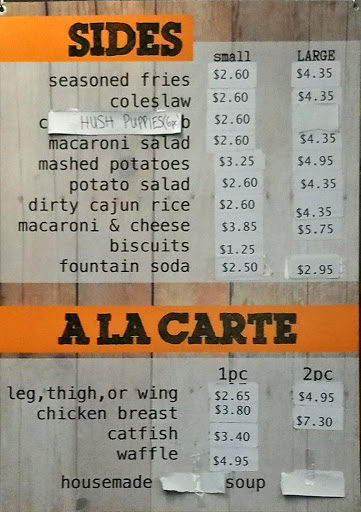 SIDES
small LARGE
seasoned fries $2.60 $4.35
coleslaw $2.60 $4.35
c HUSH PUPPIES(6pc) b $2.60
macaroni salad $2.60 $4.35
mashed potatoes $3.25 $4.95
potato salad $2.60 $4.35
dirty cajun rice $2.60 $4.35
macaroni & cheese $3.85 $5.75
biscuits $1.25
fountain soda $2.50 $2.95
A LA CARTE
1pc 2pc
leg,thigh,or wing $2.65 $4.95
chicken breast $3.80 $7.30
catfish $3.40
waffle $4.95
housemade soup